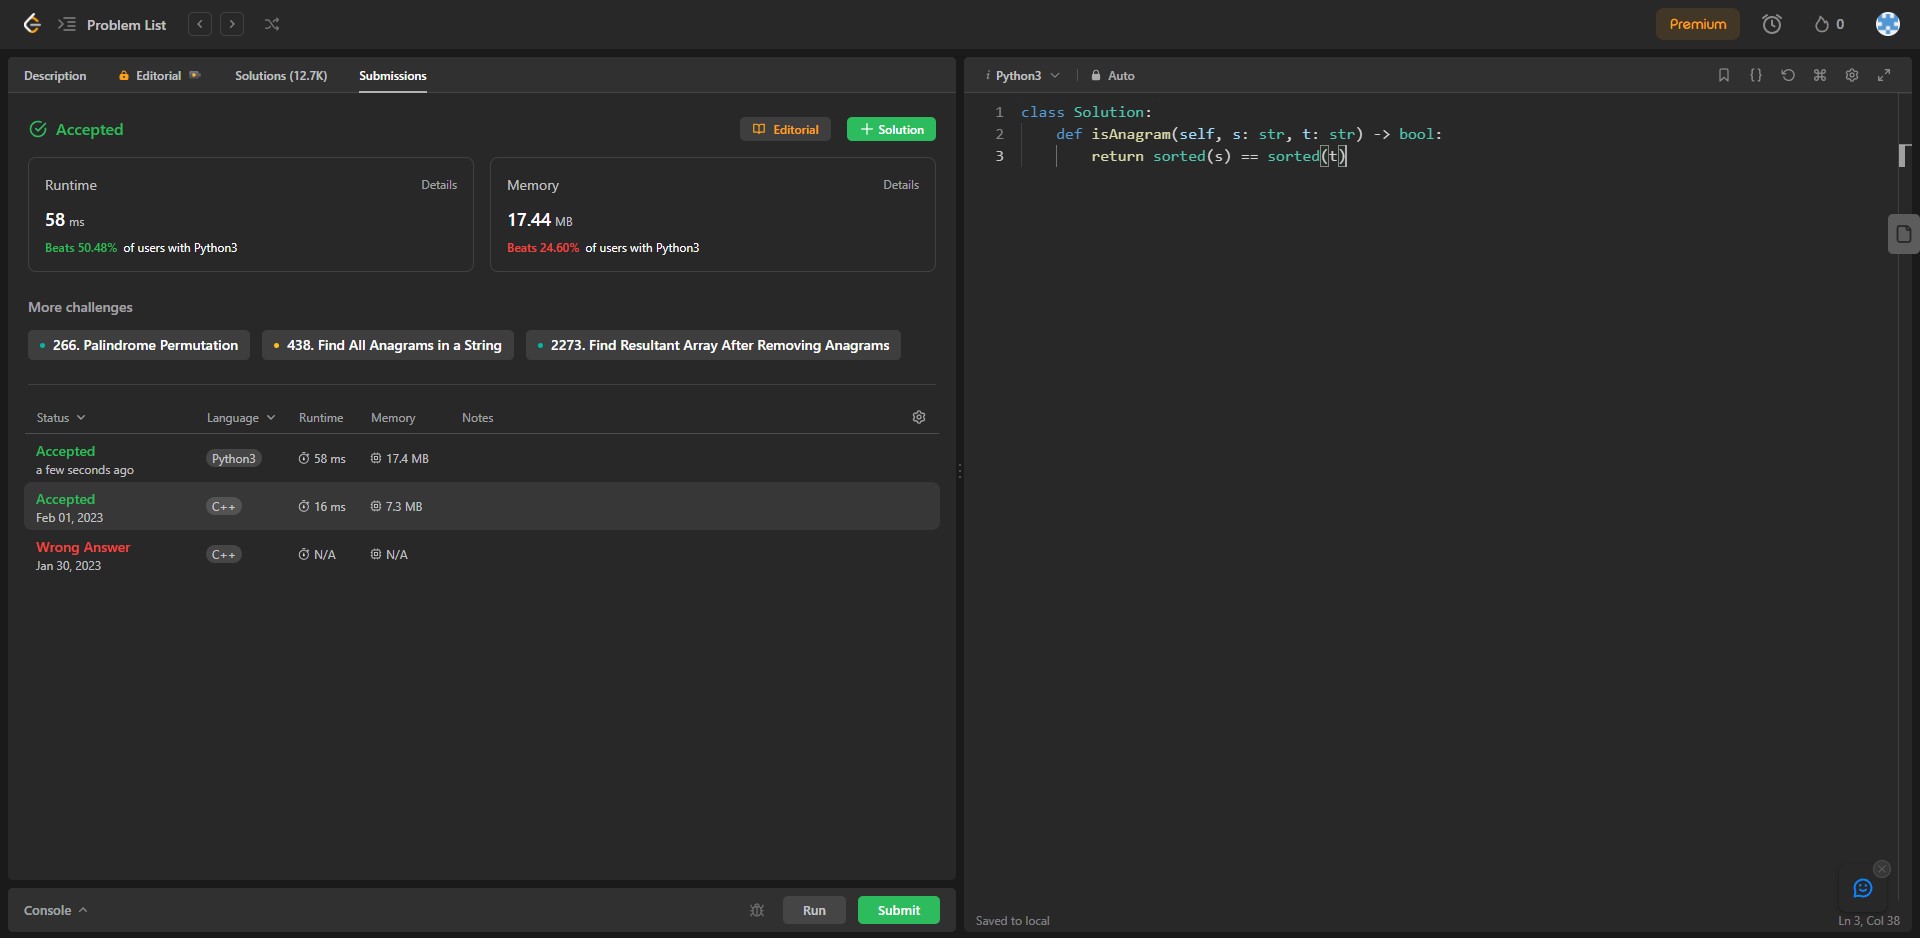 Problem List
Premium
0
Description
Editorial
Solutions (12.7K)
Submissions
Accepted
Editorial
Solution
Runtime
Details
58 ms
Beats 50.48% of users with Python3
Memory
Details
17.44 MB
Beats 24.60% of users with Python3
More challenges
266. Palindrome Permutation
438. Find All Anagrams in a String
2273. Find Resultant Array After Removing Anagrams
Status Language Runtime Memory Notes
Accepted
a few seconds ago
Python3 58 ms 17.4 MB
Accepted
Feb 01, 2023
C++ 16 ms 7.3 MB
Wrong Answer
Jan 30, 2023
C++ N/A N/A
Console
Run
Submit
i Python3
Auto
1 class Solution:
2 def isAnagram(self, s: str, t: str) -> bool:
3 return sorted(s) == sorted(t)
Saved to local
Ln 3, Col 38